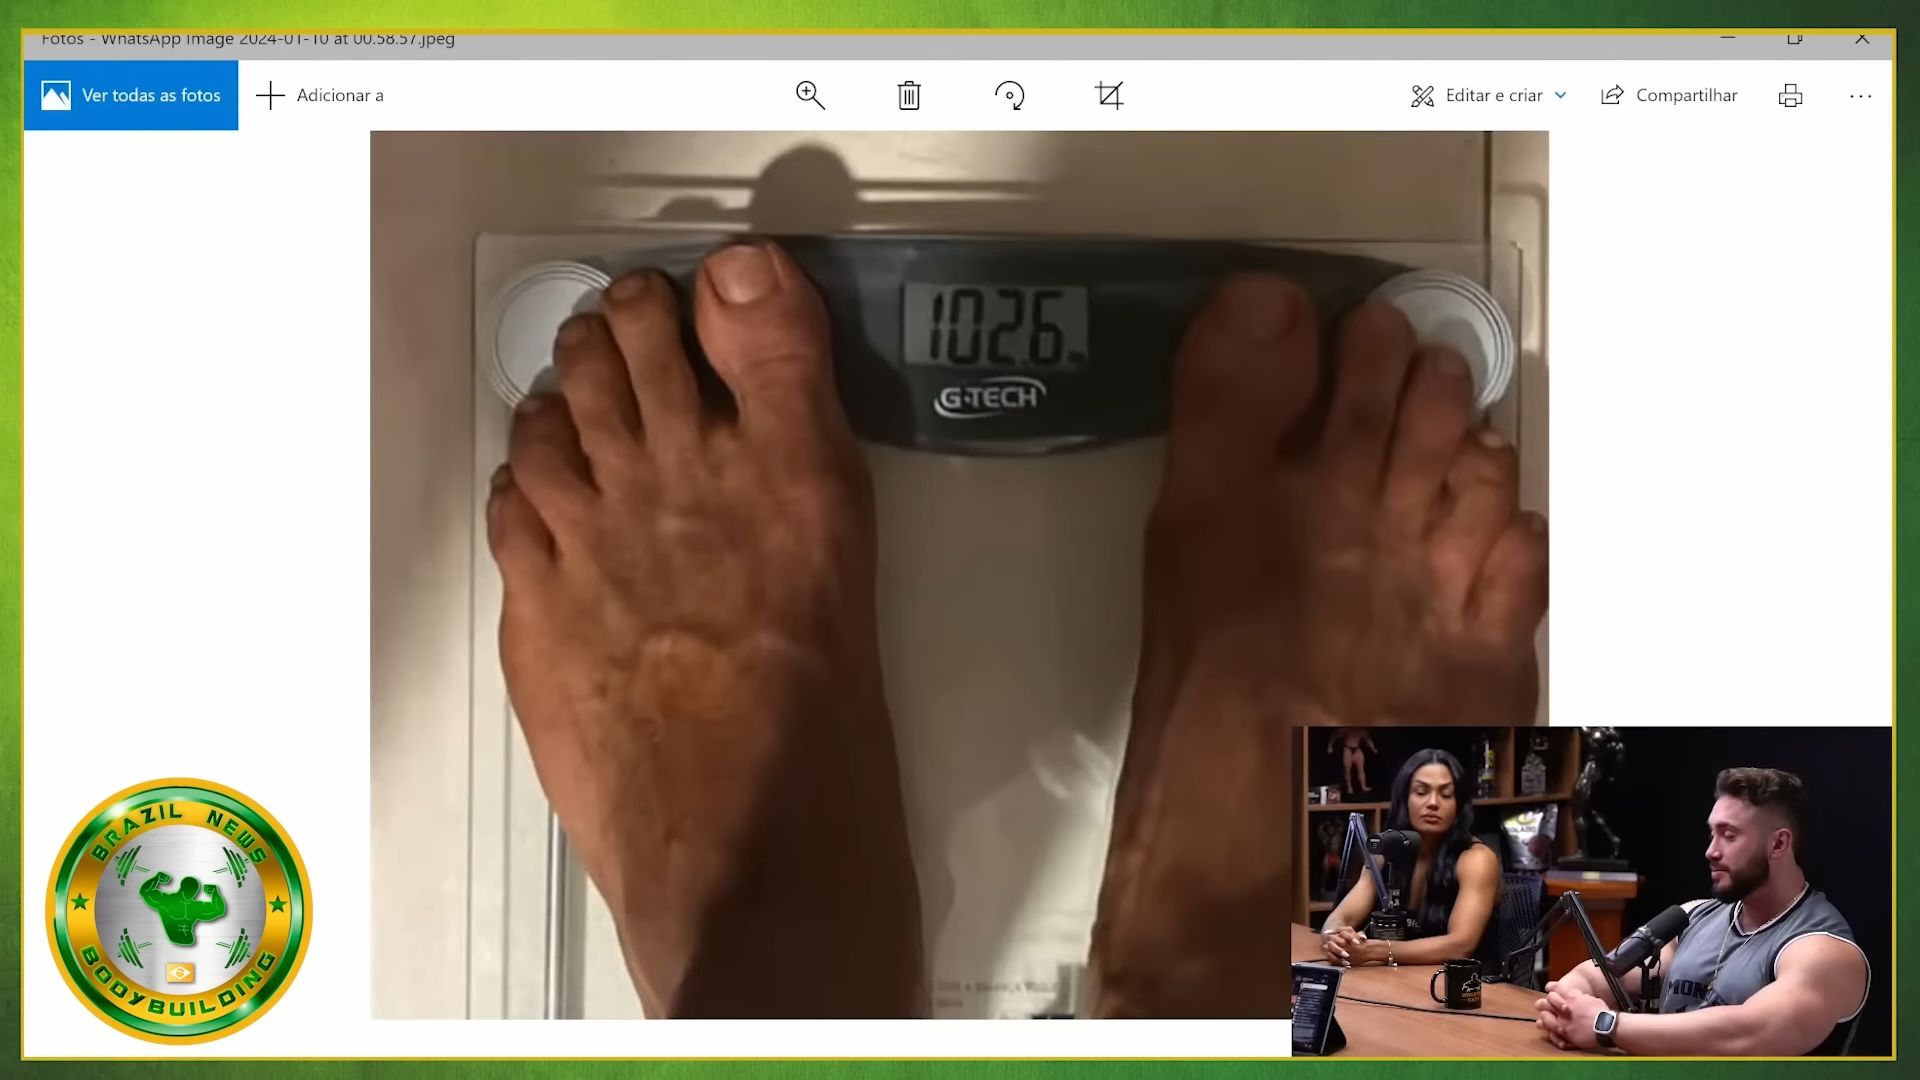 Fotos - WhatsApp Image 2024-01-10 at 00.58.57.jpeg
Ver todas as fotos
Adicionar a
Editar e criar
Compartilhar
102.6
G-TECH
BRAZIL NEWS
BODYBUILDING